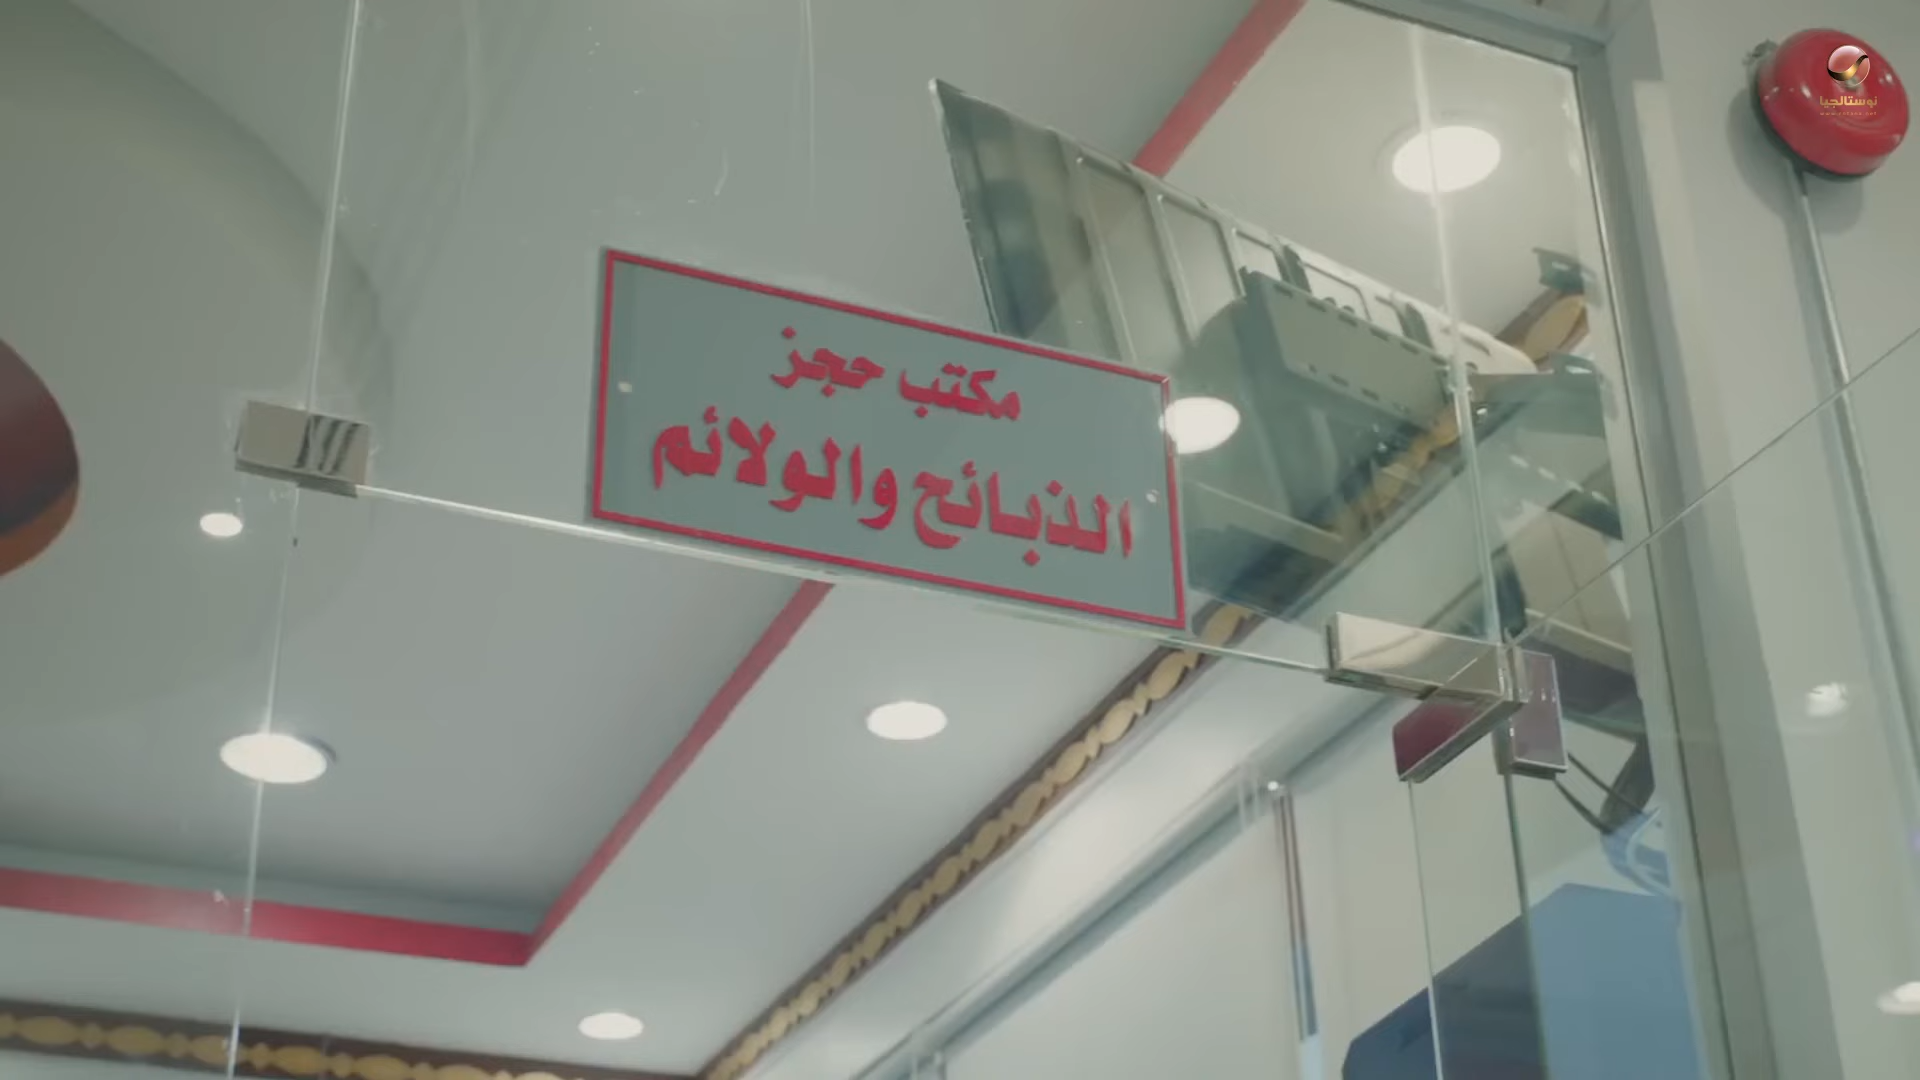 مكتب حجز
الذبائح والولائم
نوستالجيا